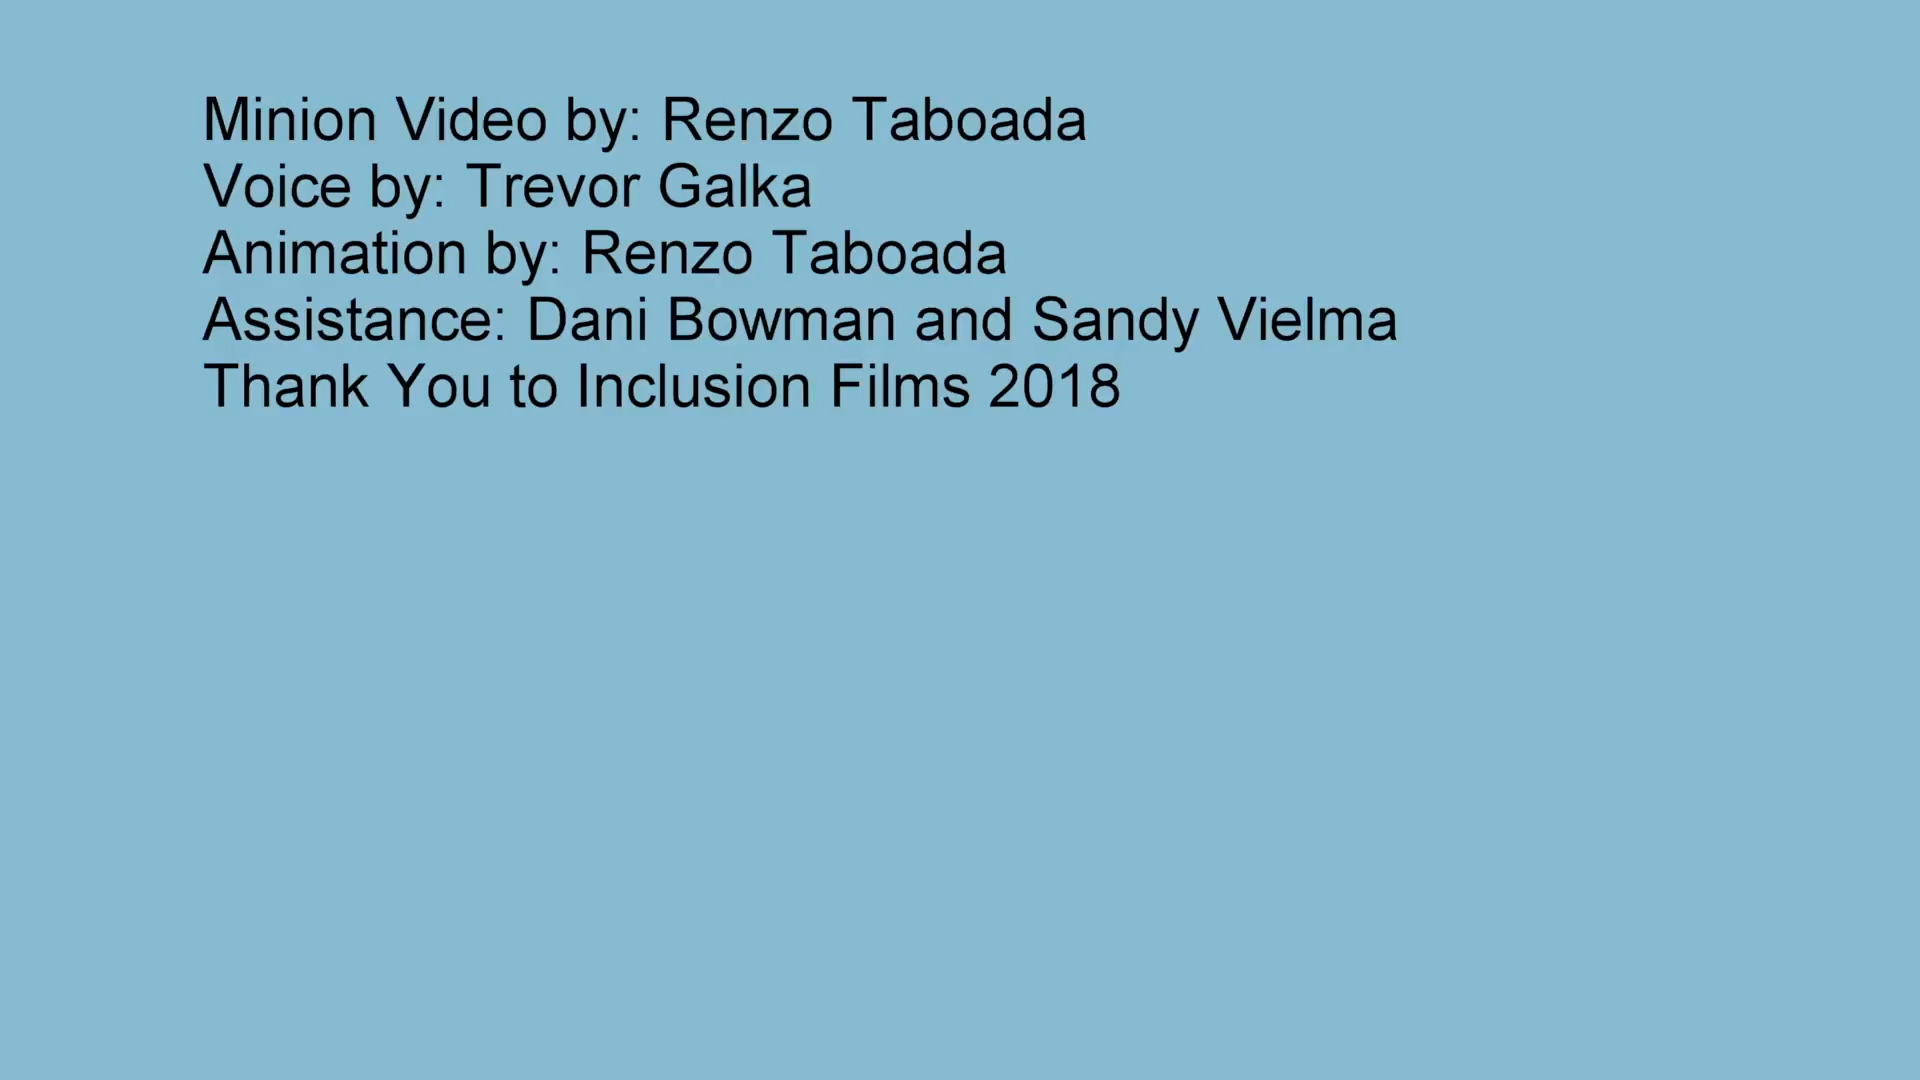 Minion Video by: Renzo Taboada
Voice by: Trevor Galka
Animation by: Renzo Taboada
Assistance: Dani Bowman and Sandy Vielma
Thank You to Inclusion Films 2018